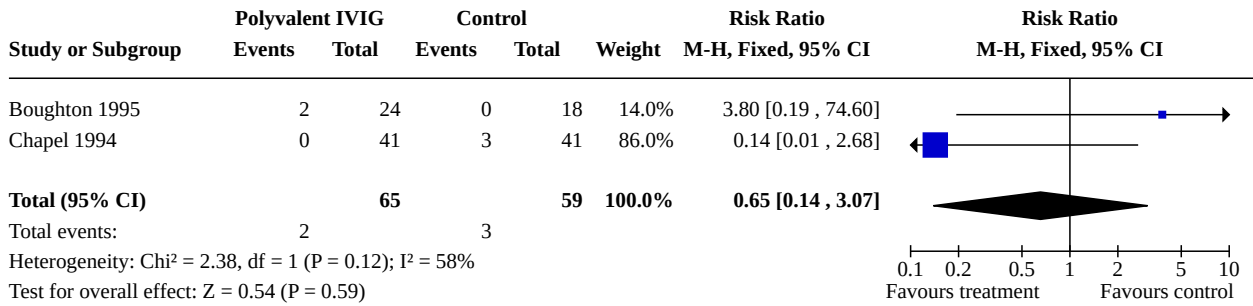 Polyvalent IVIG Control Risk Ratio Risk Ratio
Study or Subgroup Events Total Events Total Weight M-H, Fixed, 95% CI M-H, Fixed, 95% CI
Boughton 1995 2 24 0 18 14.0% 3.80 [0.19 , 74.60]
Chapel 1994 0 41 3 41 86.0% 0.14 [0.01 , 2.68]
Total (95% CI) 65 59 100.0% 0.65 [0.14 , 3.07]
Total events: 2 3
Heterogeneity: Chi² = 2.38, df = 1 (P = 0.12); I² = 58%
Test for overall effect: Z = 0.54 (P = 0.59)
0.1 0.2 0.5 1 2 5 10
Favours treatment Favours control